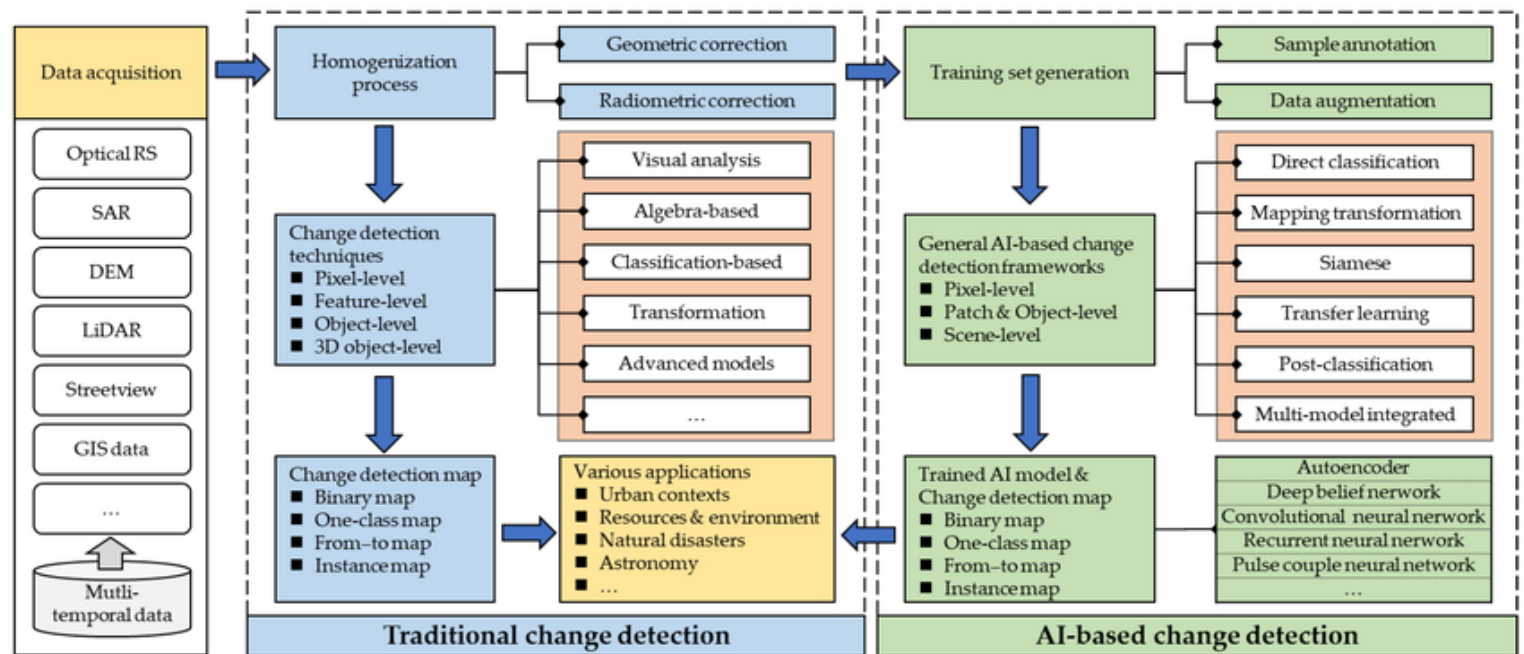 Data acquisition
Optical RS
SAR
DEM
LiDAR
Streetview
GIS data
...
Mutli-
temporal data
Homogenization
process
Geometric correction
Radiometric correction
Change detection
techniques
■ Pixel-level
■ Feature-level
■ Object-level
■ 3D object-level
Visual analysis
Algebra-based
Classification-based
Transformation
Advanced models
...
Change detection map
■ Binary map
■ One-class map
■ From–to map
■ Instance map
Various applications
■ Urban contexts
■ Resources & environment
■ Natural disasters
■ Astronomy
■ ...
Traditional change detection
Training set generation
Sample annotation
Data augmentation
General AI-based change
detection frameworks
■ Pixel-level
■ Patch & Object-level
■ Scene-level
Direct classification
Mapping transformation
Siamese
Transfer learning
Post-classification
Multi-model integrated
Trained AI model &
Change detection map
■ Binary map
■ One-class map
■ From–to map
■ Instance map
Autoencoder
Deep belief nerwork
Convolutional neural nerwork
Recurrent neural nerwork
Pulse couple neural network
...
AI-based change detection